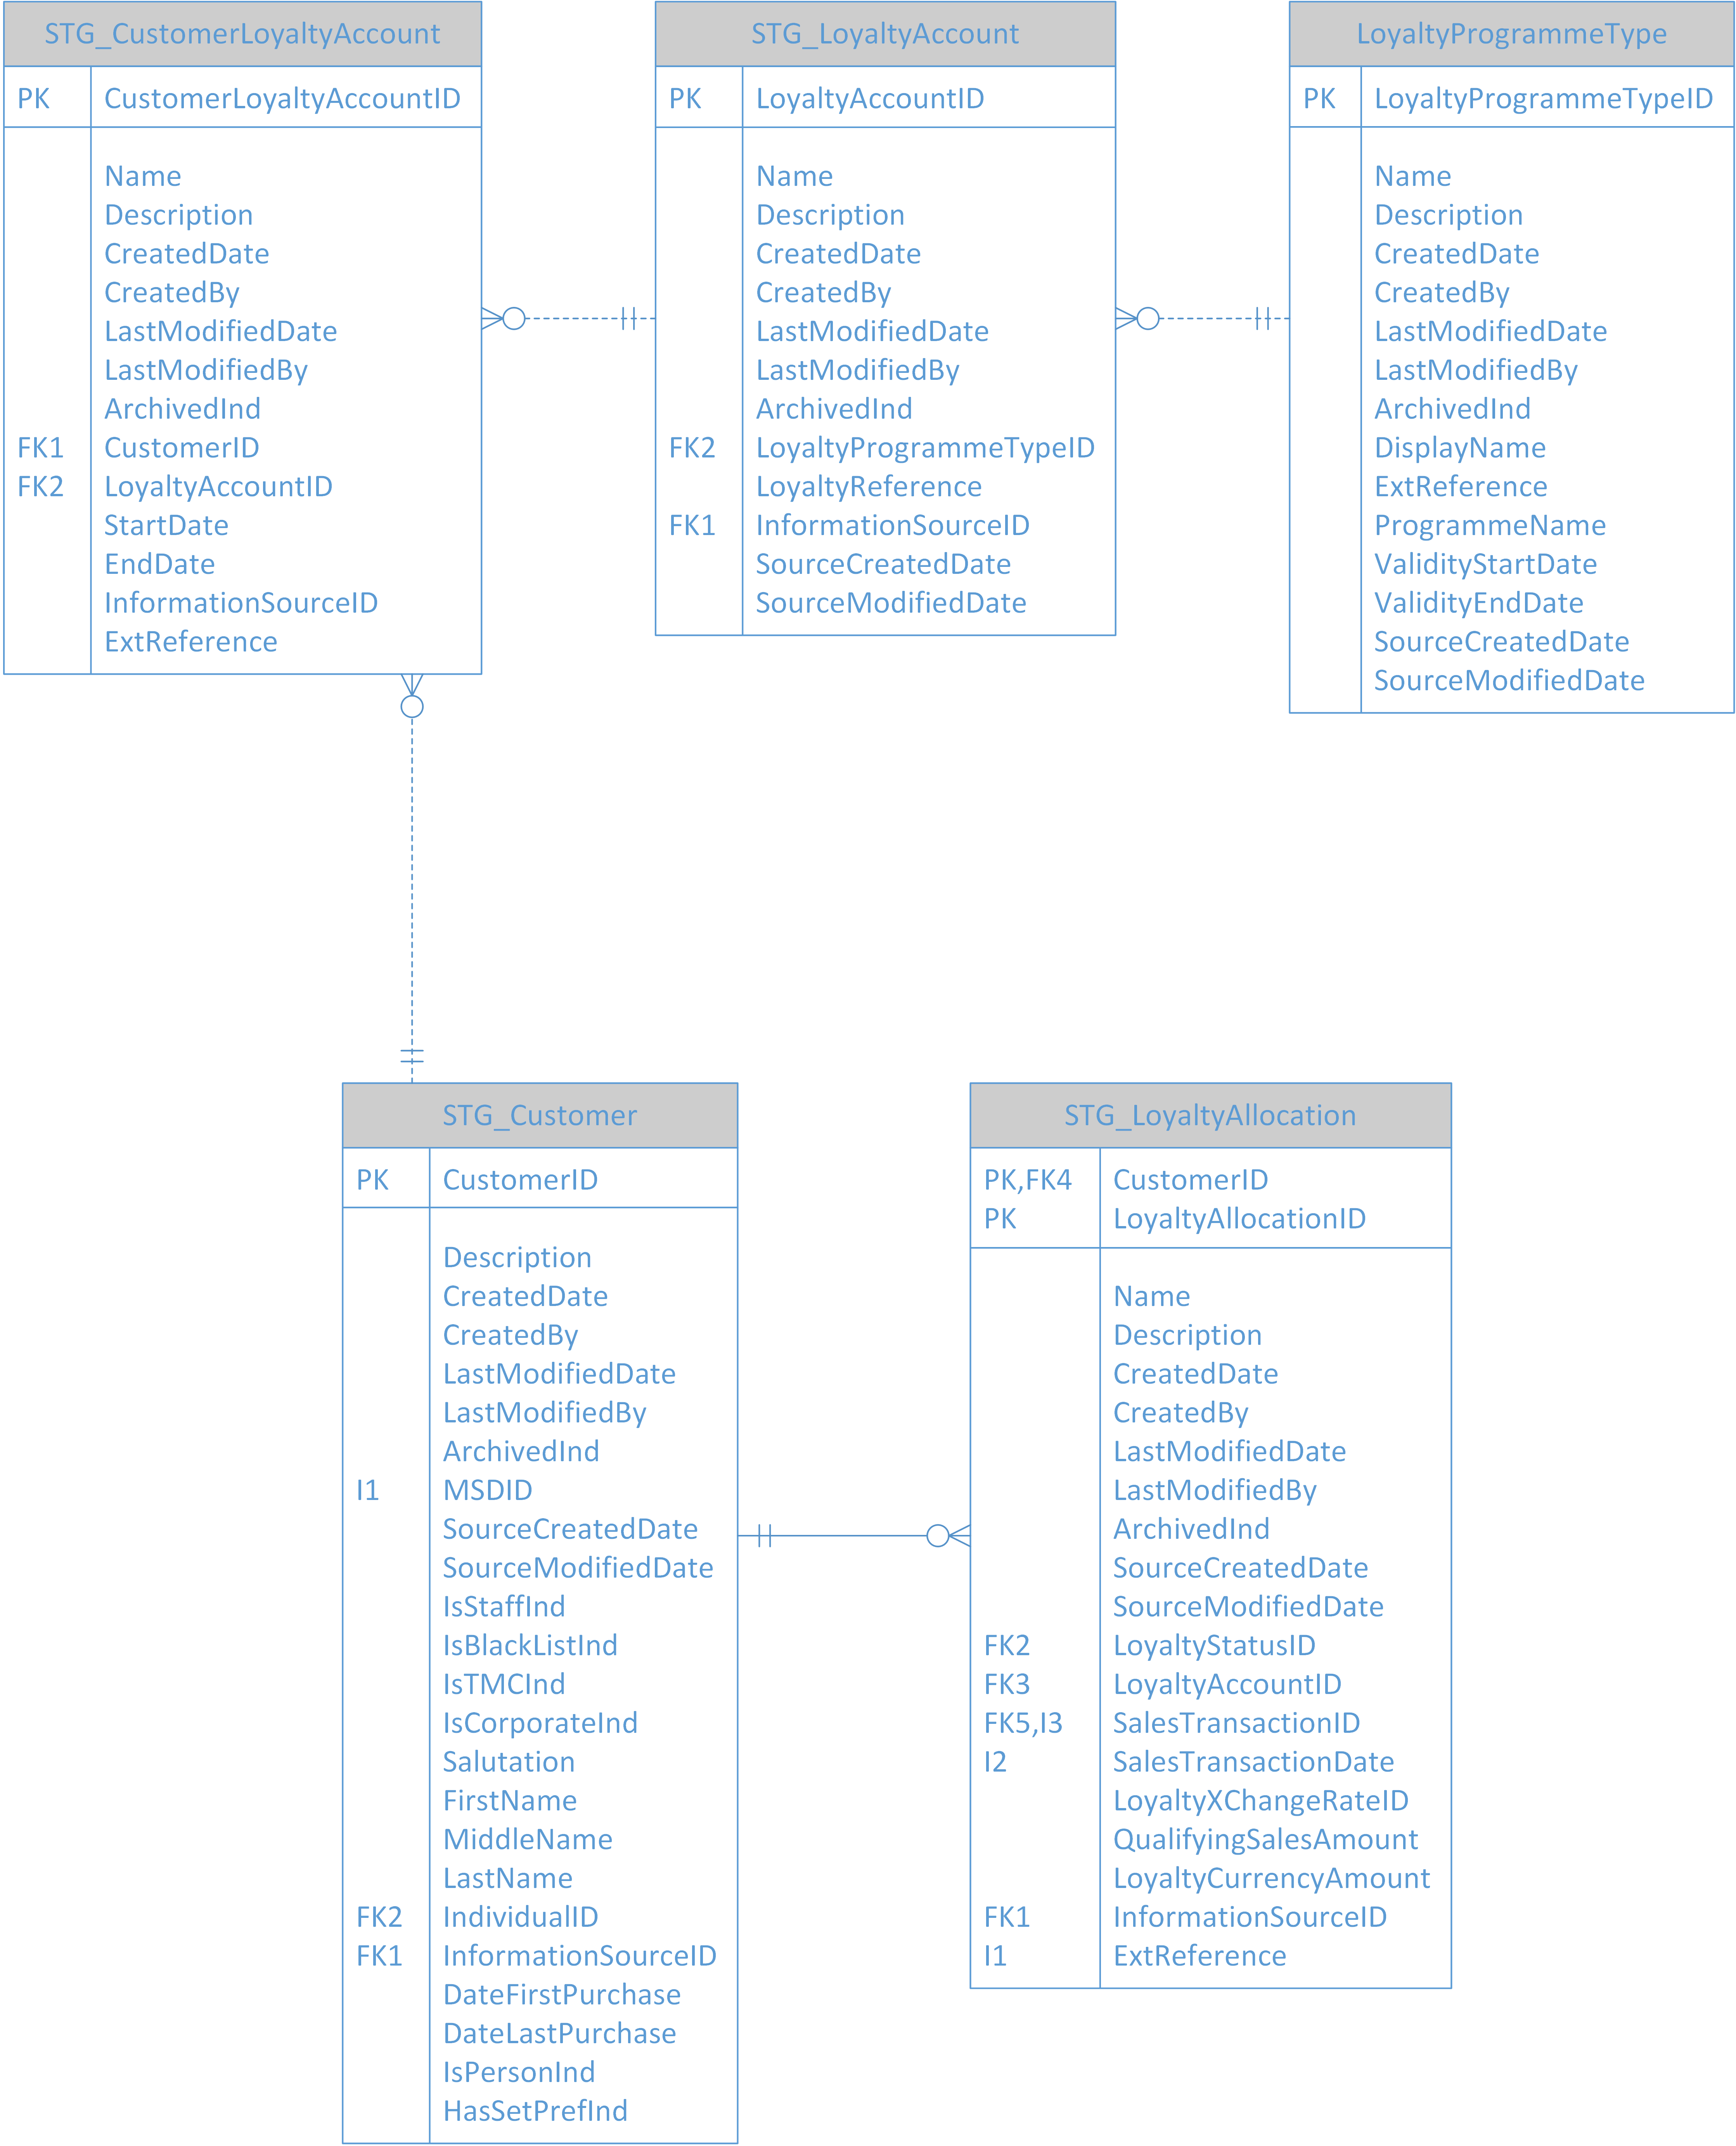 STG_CustomerLoyaltyAccount
PK CustomerLoyaltyAccountID
Name
Description
CreatedDate
CreatedBy
LastModifiedDate
LastModifiedBy
ArchivedInd
FK1 CustomerID
FK2 LoyaltyAccountID
StartDate
EndDate
InformationSourceID
ExtReference
STG_LoyaltyAccount
PK LoyaltyAccountID
Name
Description
CreatedDate
CreatedBy
LastModifiedDate
LastModifiedBy
ArchivedInd
FK2 LoyaltyProgrammeTypeID
LoyaltyReference
FK1 InformationSourceID
SourceCreatedDate
SourceModifiedDate
LoyaltyProgrammeType
PK LoyaltyProgrammeTypeID
Name
Description
CreatedDate
CreatedBy
LastModifiedDate
LastModifiedBy
ArchivedInd
DisplayName
ExtReference
ProgrammeName
ValidityStartDate
ValidityEndDate
SourceCreatedDate
SourceModifiedDate
STG_Customer
PK CustomerID
Description
CreatedDate
CreatedBy
LastModifiedDate
LastModifiedBy
ArchivedInd
I1 MSDID
SourceCreatedDate
SourceModifiedDate
IsStaffInd
IsBlackListInd
IsTMCInd
IsCorporateInd
Salutation
FirstName
MiddleName
LastName
FK2 IndividualID
FK1 InformationSourceID
DateFirstPurchase
DateLastPurchase
IsPersonInd
HasSetPrefInd
STG_LoyaltyAllocation
PK,FK4 CustomerID
PK LoyaltyAllocationID
Name
Description
CreatedDate
CreatedBy
LastModifiedDate
LastModifiedBy
ArchivedInd
SourceCreatedDate
SourceModifiedDate
FK2 LoyaltyStatusID
FK3 LoyaltyAccountID
FK5,I3 SalesTransactionID
I2 SalesTransactionDate
LoyaltyXChangeRateID
QualifyingSalesAmount
LoyaltyCurrencyAmount
FK1 InformationSourceID
I1 ExtReference